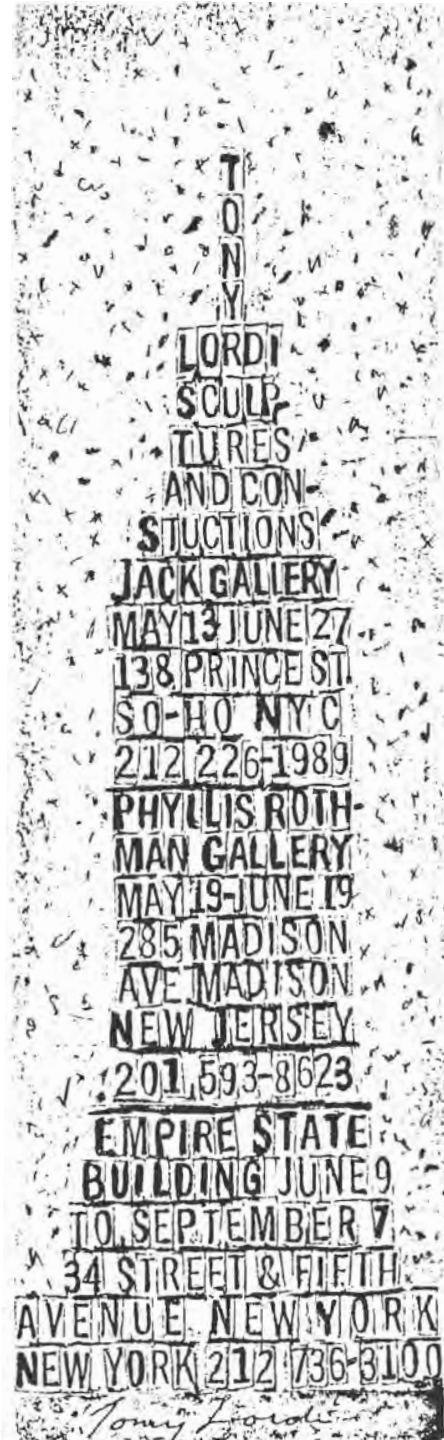 T
O
N
Y
LORDI
SCULP
TURES
AND CON-
STUCTIONS
JACK GALLERY
MAY 13 JUNE 27
138 PRINCE ST.
SO-HO NYC
212 226-1989
PHYLLIS ROTH-
MAN GALLERY
MAY 19-JUNE 19
285 MADISON
AVE MADISON
NEW JERSEY
201 593-8623
EMPIRE STATE
BUILDING JUNE 9
TO SEPTEMBER 7
34 STREET & FIFTH
AVENUE NEW YORK
NEW YORK 212 736-3100
Tony Lordi